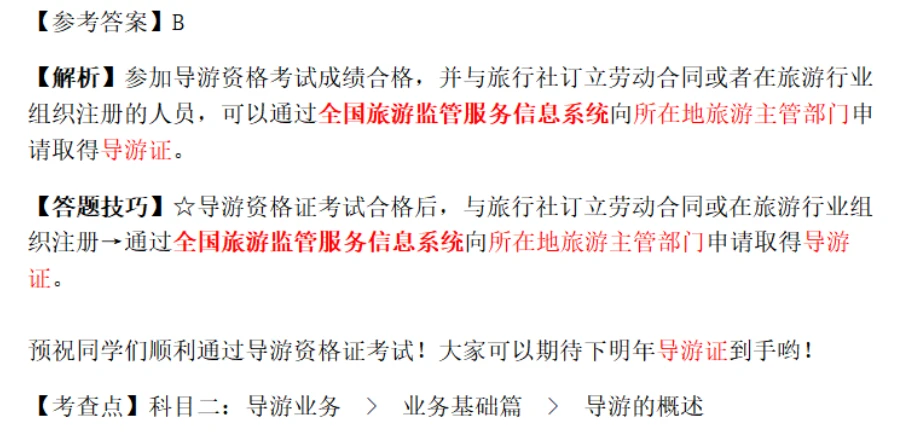 【参考答案】B
【解析】参加导游资格考试成绩合格，并与旅行社订立劳动合同或者在旅游行业
组织注册的人员，可以通过全国旅游监管服务信息系统向所在地旅游主管部门申
请取得导游证。
【答题技巧】☆导游资格证考试合格后，与旅行社订立劳动合同或在旅游行业组
织注册→通过全国旅游监管服务信息系统向所在地旅游主管部门申请取得导游
证。
预祝同学们顺利通过导游资格证考试！大家可以期待下明年导游证到手哟！
【考查点】科目二：导游业务 > 业务基础篇 > 导游的概述